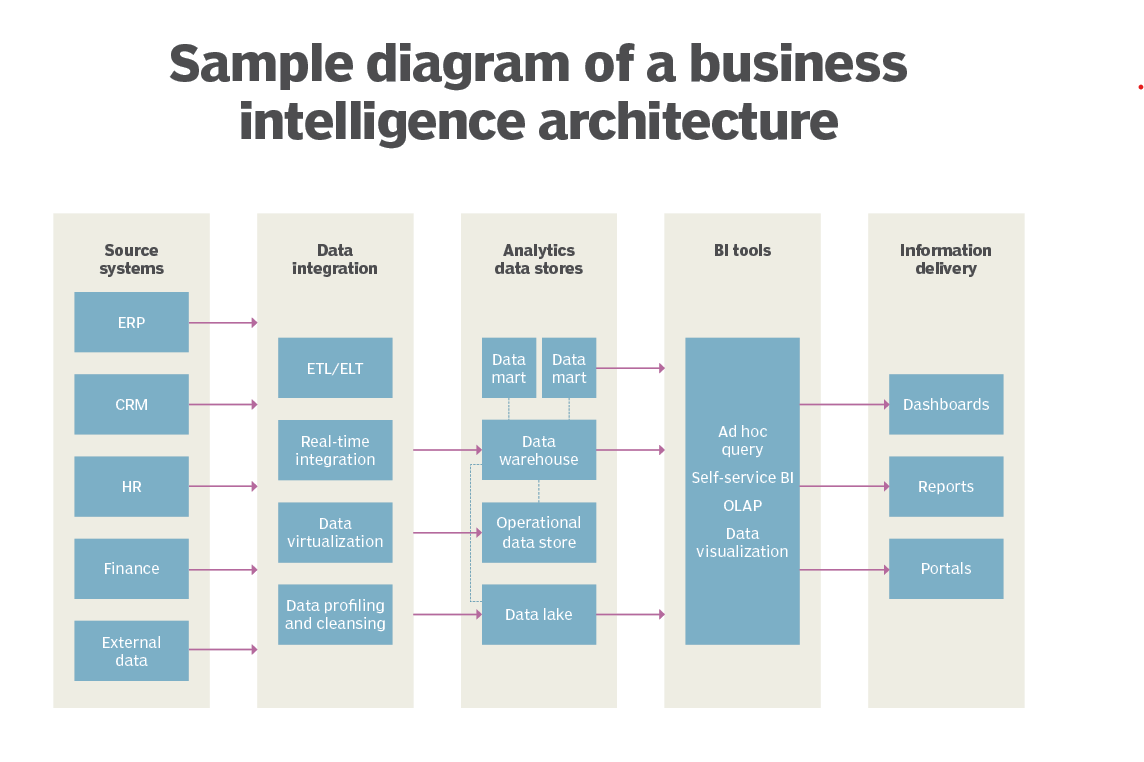 Sample diagram of a business
intelligence architecture
Source
systems
ERP
CRM
HR
Finance
External
data
Data
integration
ETL/ELT
Real-time
integration
Data
virtualization
Data profiling
and cleansing
Analytics
data stores
Data
mart
Data
mart
Data
warehouse
Operational
data store
Data lake
BI tools
Ad hoc
query
Self-service BI
OLAP
Data
visualization
Information
delivery
Dashboards
Reports
Portals